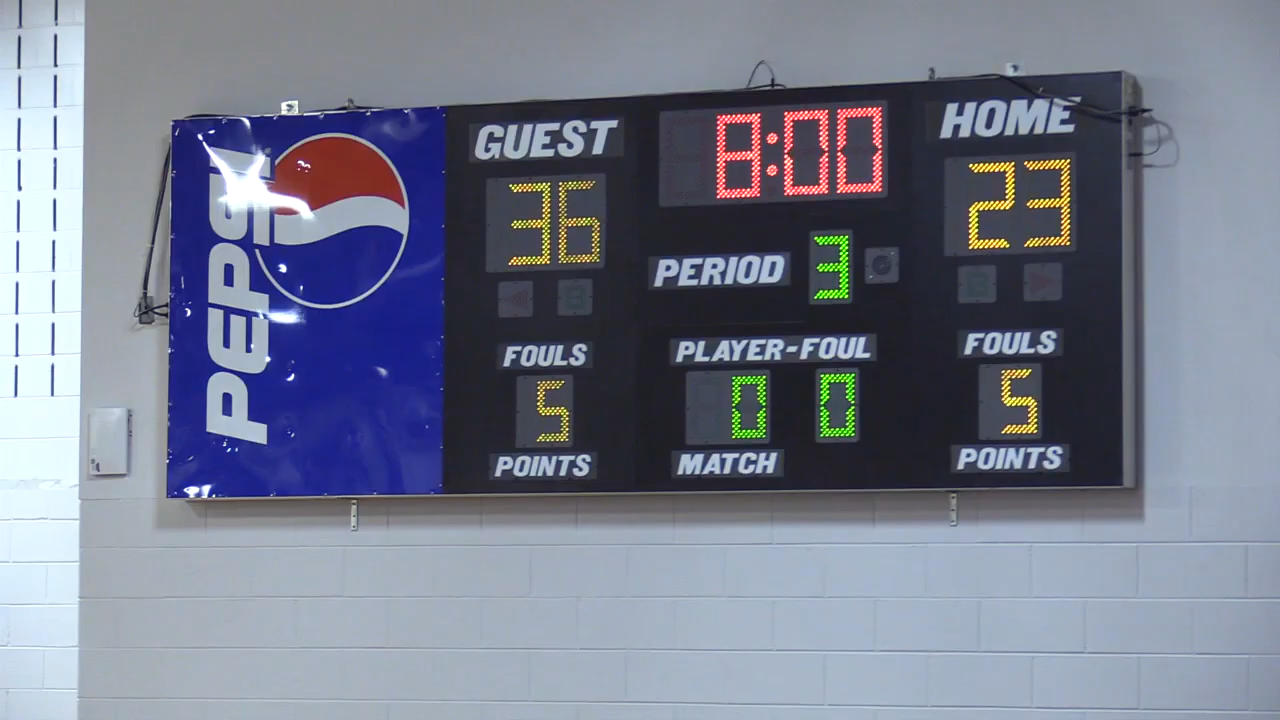 PEPSI
GUEST 8:00 HOME
36 23
PERIOD 3
FOULS PLAYER-FOUL FOULS
5 0 0 5
POINTS MATCH POINTS